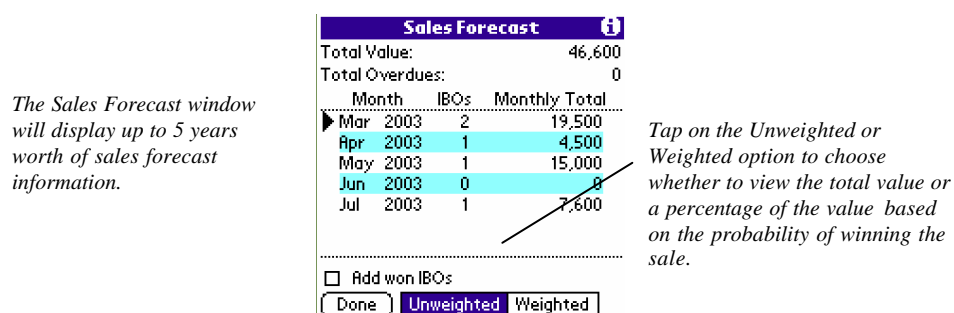 The Sales Forecast window
will display up to 5 years
worth of sales forecast
information.
Sales Forecast i
Total Value: 46,600
Total Overdues: 0
Month IBOs Monthly Total
Mar 2003 2 19,500
Apr 2003 1 4,500
May 2003 1 15,000
Jun 2003 0 0
Jul 2003 1 7,600
Add won IBOs
Done Unweighted Weighted
Tap on the Unweighted or
Weighted option to choose
whether to view the total value or
a percentage of the value based
on the probability of winning the
sale.